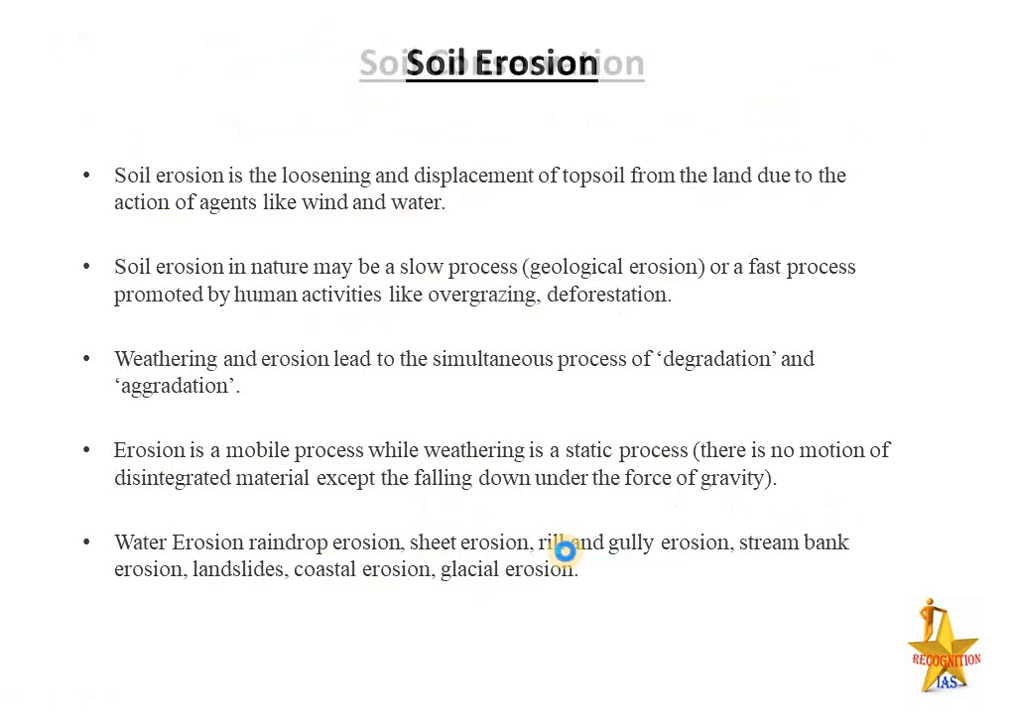 Soil Erosion
• Soil erosion is the loosening and displacement of topsoil from the land due to the
action of agents like wind and water.
• Soil erosion in nature may be a slow process (geological erosion) or a fast process
promoted by human activities like overgrazing, deforestation.
• Weathering and erosion lead to the simultaneous process of ‘degradation’ and
‘aggradation’.
• Erosion is a mobile process while weathering is a static process (there is no motion of
disintegrated material except the falling down under the force of gravity).
• Water Erosion raindrop erosion, sheet erosion, rill and gully erosion, stream bank
erosion, landslides, coastal erosion, glacial erosion.
RECOGNITION
IAS